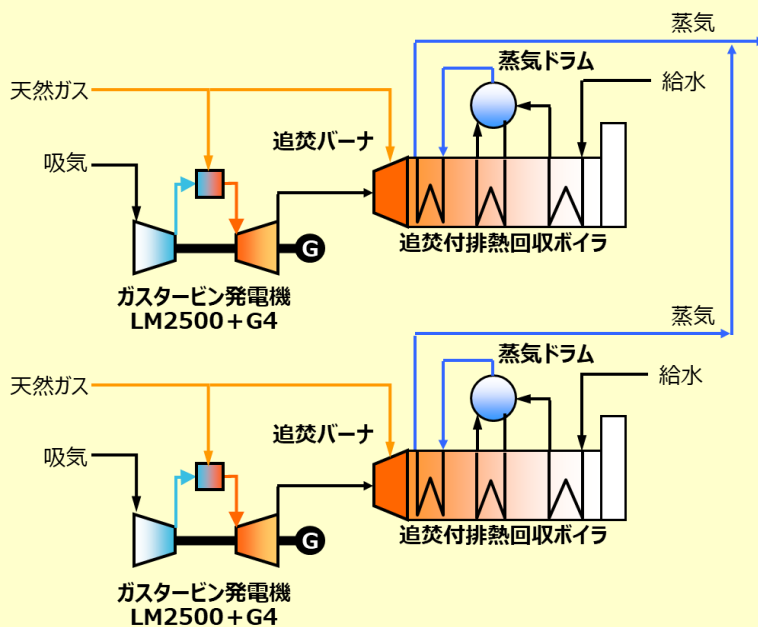 蒸気
蒸気ドラム
天然ガス
給水
追焚バーナ
吸気
G
追焚付排熱回収ボイラ
ガスタービン発電機
LM2500+G4
蒸気
蒸気ドラム
天然ガス
給水
追焚バーナ
吸気
G
追焚付排熱回収ボイラ
ガスタービン発電機
LM2500+G4